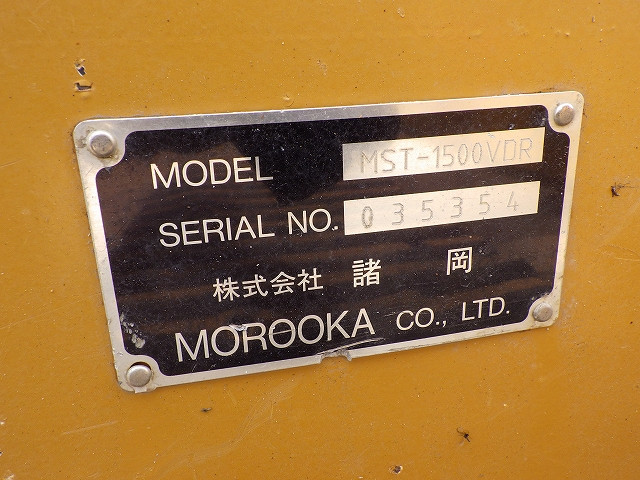 MODEL MST-1500VDR
SERIAL NO. 035354
株式会社 諸岡
MOROOKA CO., LTD.